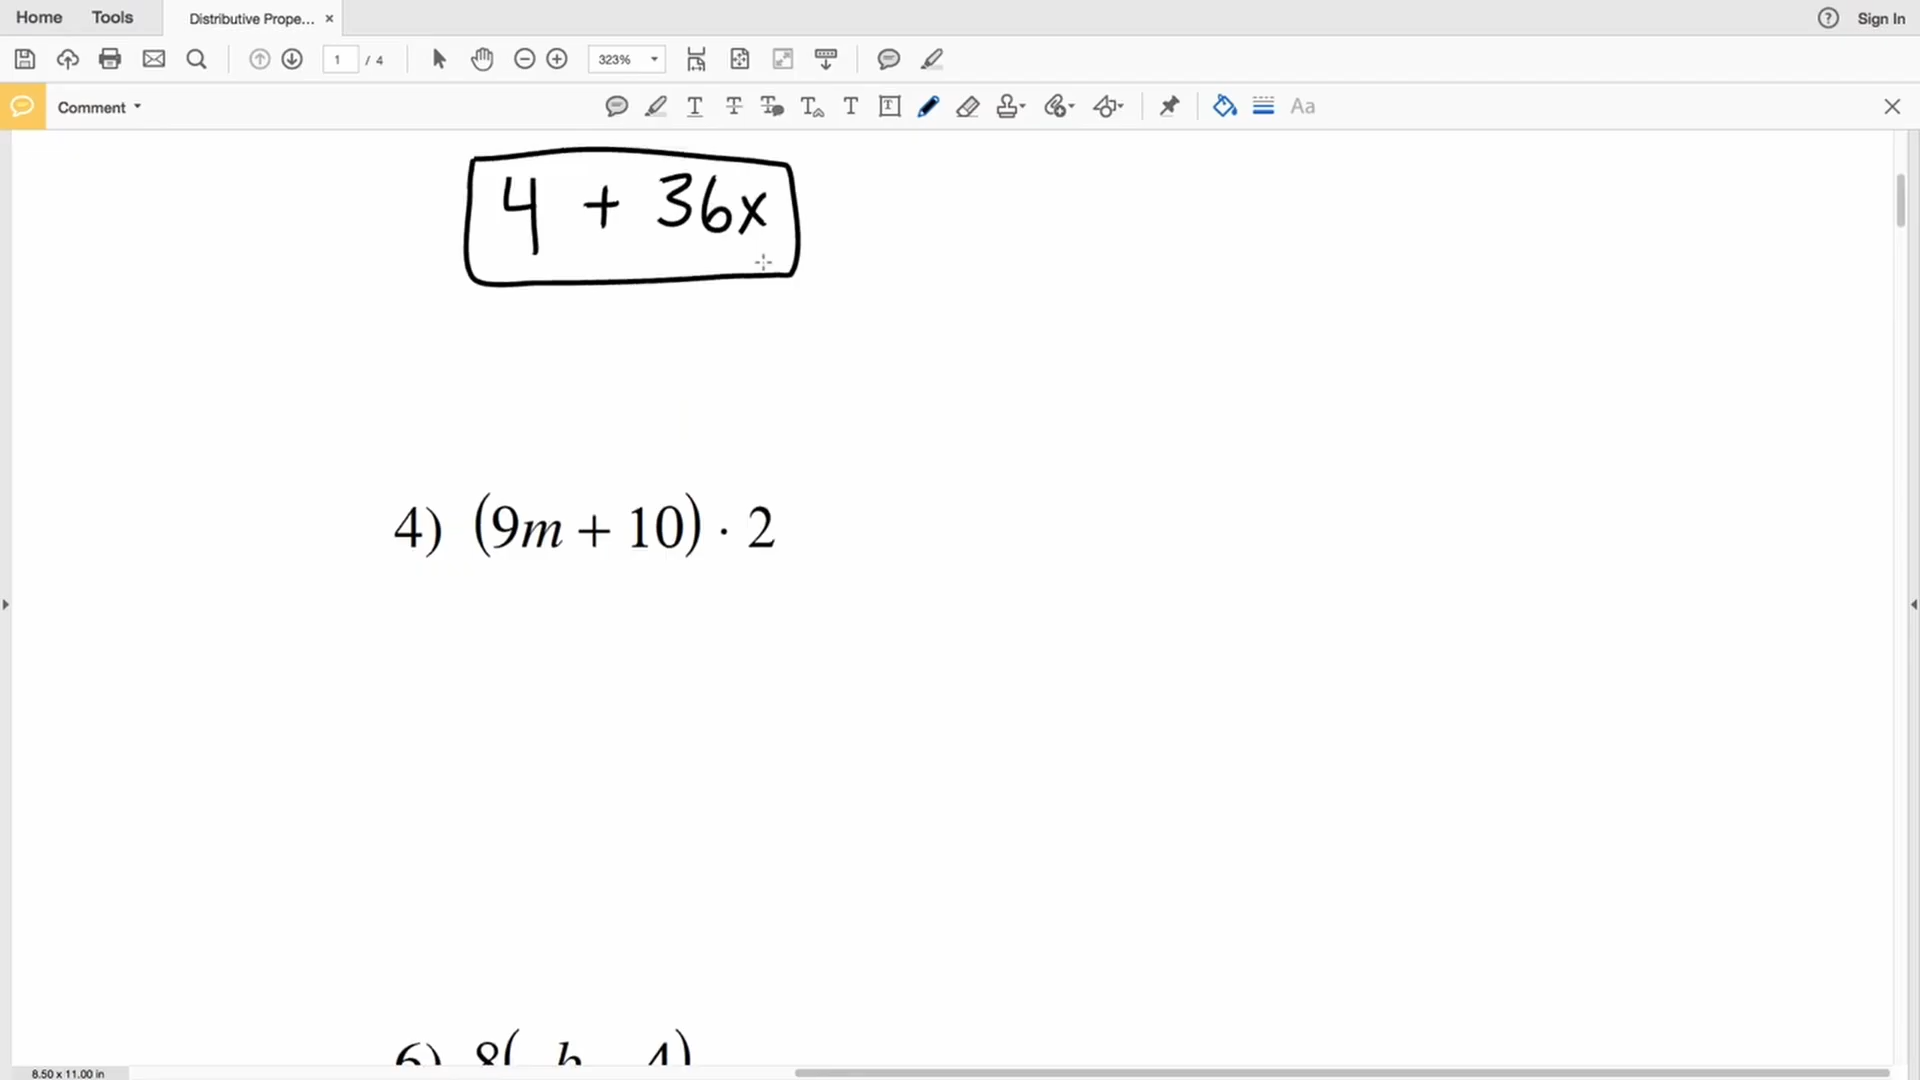 Home Tools Distributive Prope... × Sign In
1 / 4 323%
Comment Aa
4 + 36x
4) (9m + 10) · 2
8.50 x 11.00 in